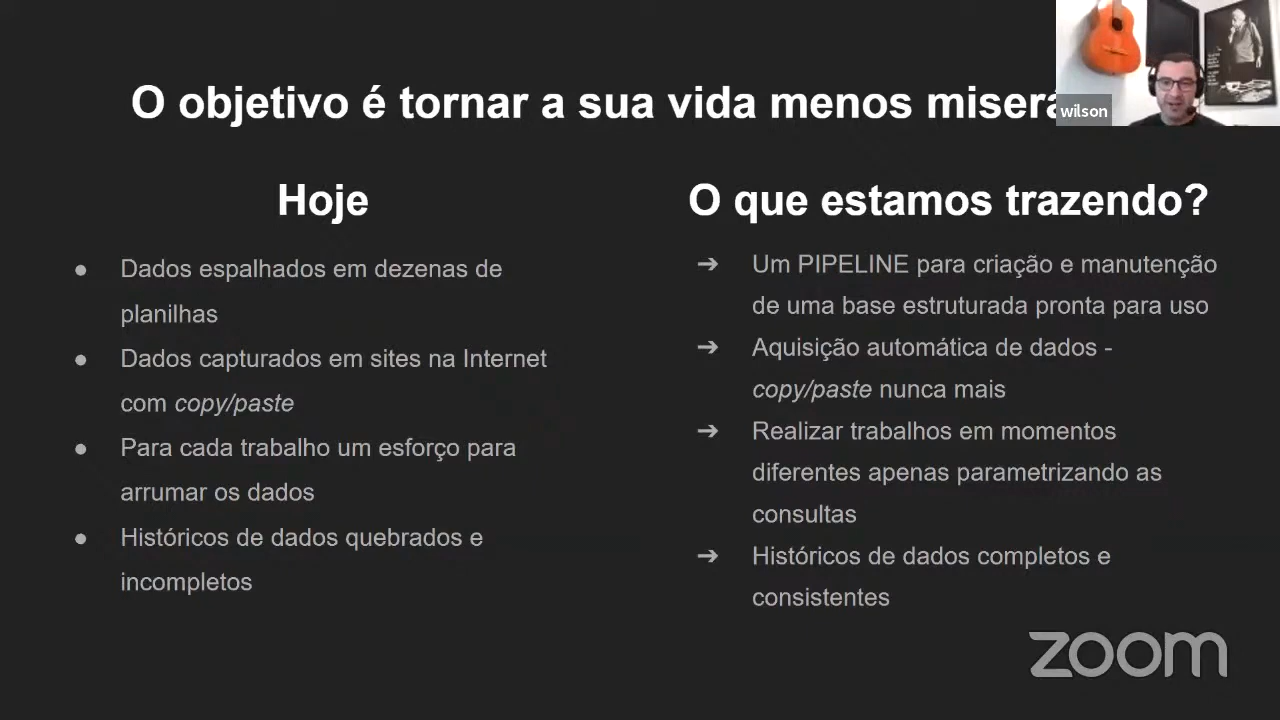 O objetivo é tornar a sua vida menos miserá
wilson
Hoje
Dados espalhados em dezenas de
planilhas
Dados capturados em sites na Internet
com copy/paste
Para cada trabalho um esforço para
arrumar os dados
Históricos de dados quebrados e
incompletos
O que estamos trazendo?
Um PIPELINE para criação e manutenção
de uma base estruturada pronta para uso
Aquisição automática de dados -
copy/paste nunca mais
Realizar trabalhos em momentos
diferentes apenas parametrizando as
consultas
Históricos de dados completos e
consistentes
zoom